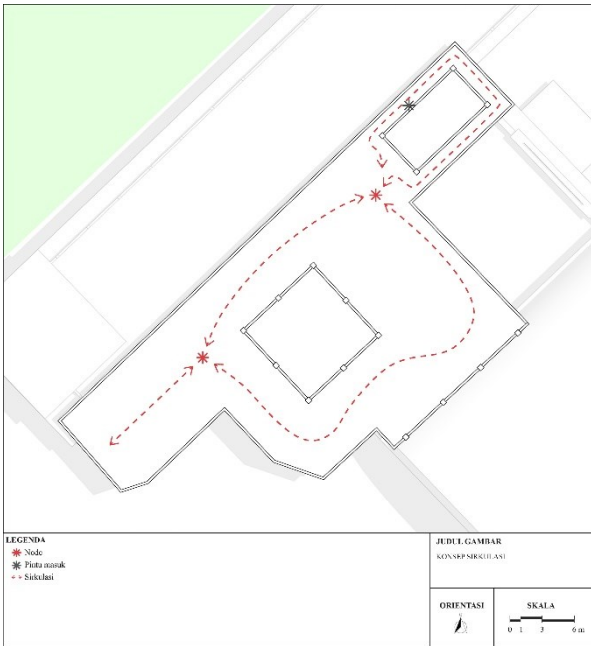 LEGENDA
Node
Pintu masuk
Sirkulasi
JUDUL GAMBAR
KONSEP SIRKULASI
ORIENTASI
SKALA
0 1 3 6 m